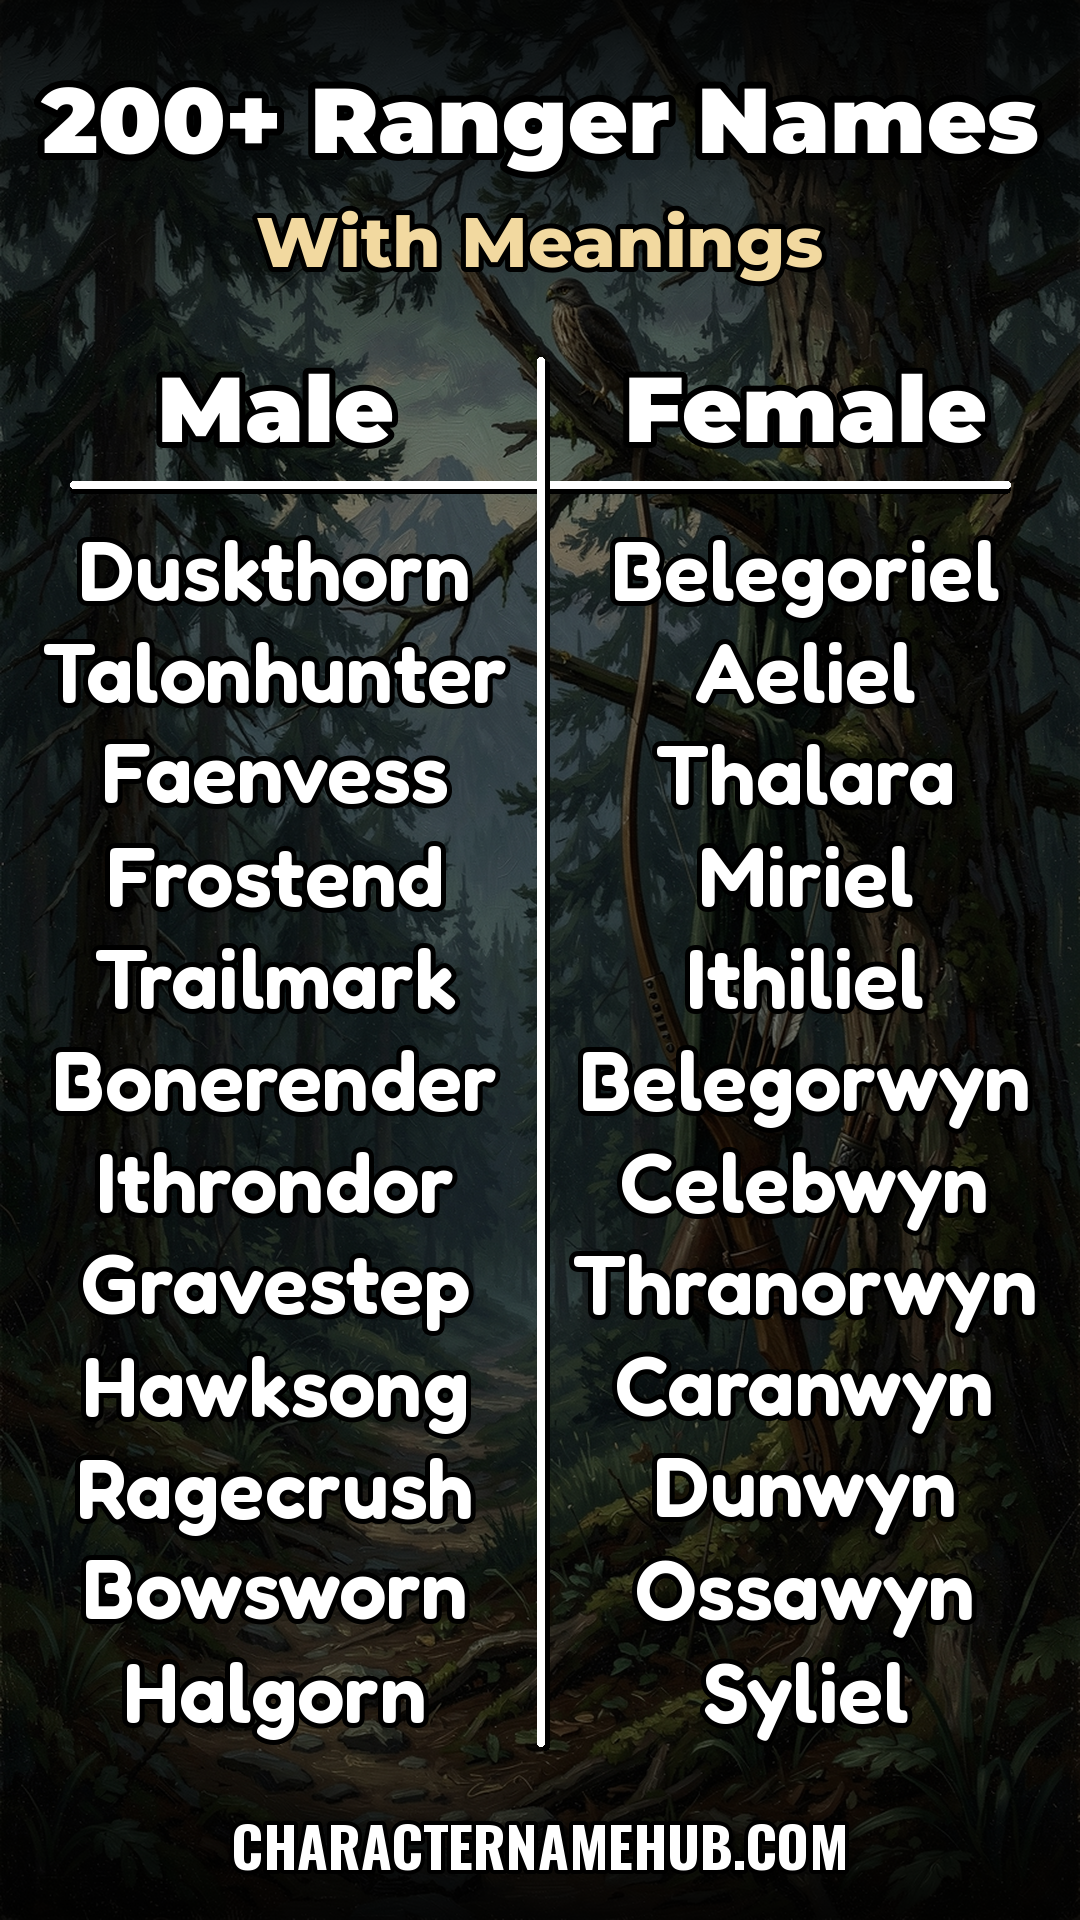 200+ Ranger Names
With Meanings
Male Female
Duskthorn Belegoriel
Talonhunter Aeliel
Faenvess Thalara
Frostend Miriel
Trailmark Ithiliel
Bonerender Belegorwyn
Ithrondor Celebwyn
Gravestep Thranorwyn
Hawksong Caranwyn
Ragecrush Dunwyn
Bowsworn Ossawyn
Halgorn Syliel
CHARACTERNAMEHUB.COM